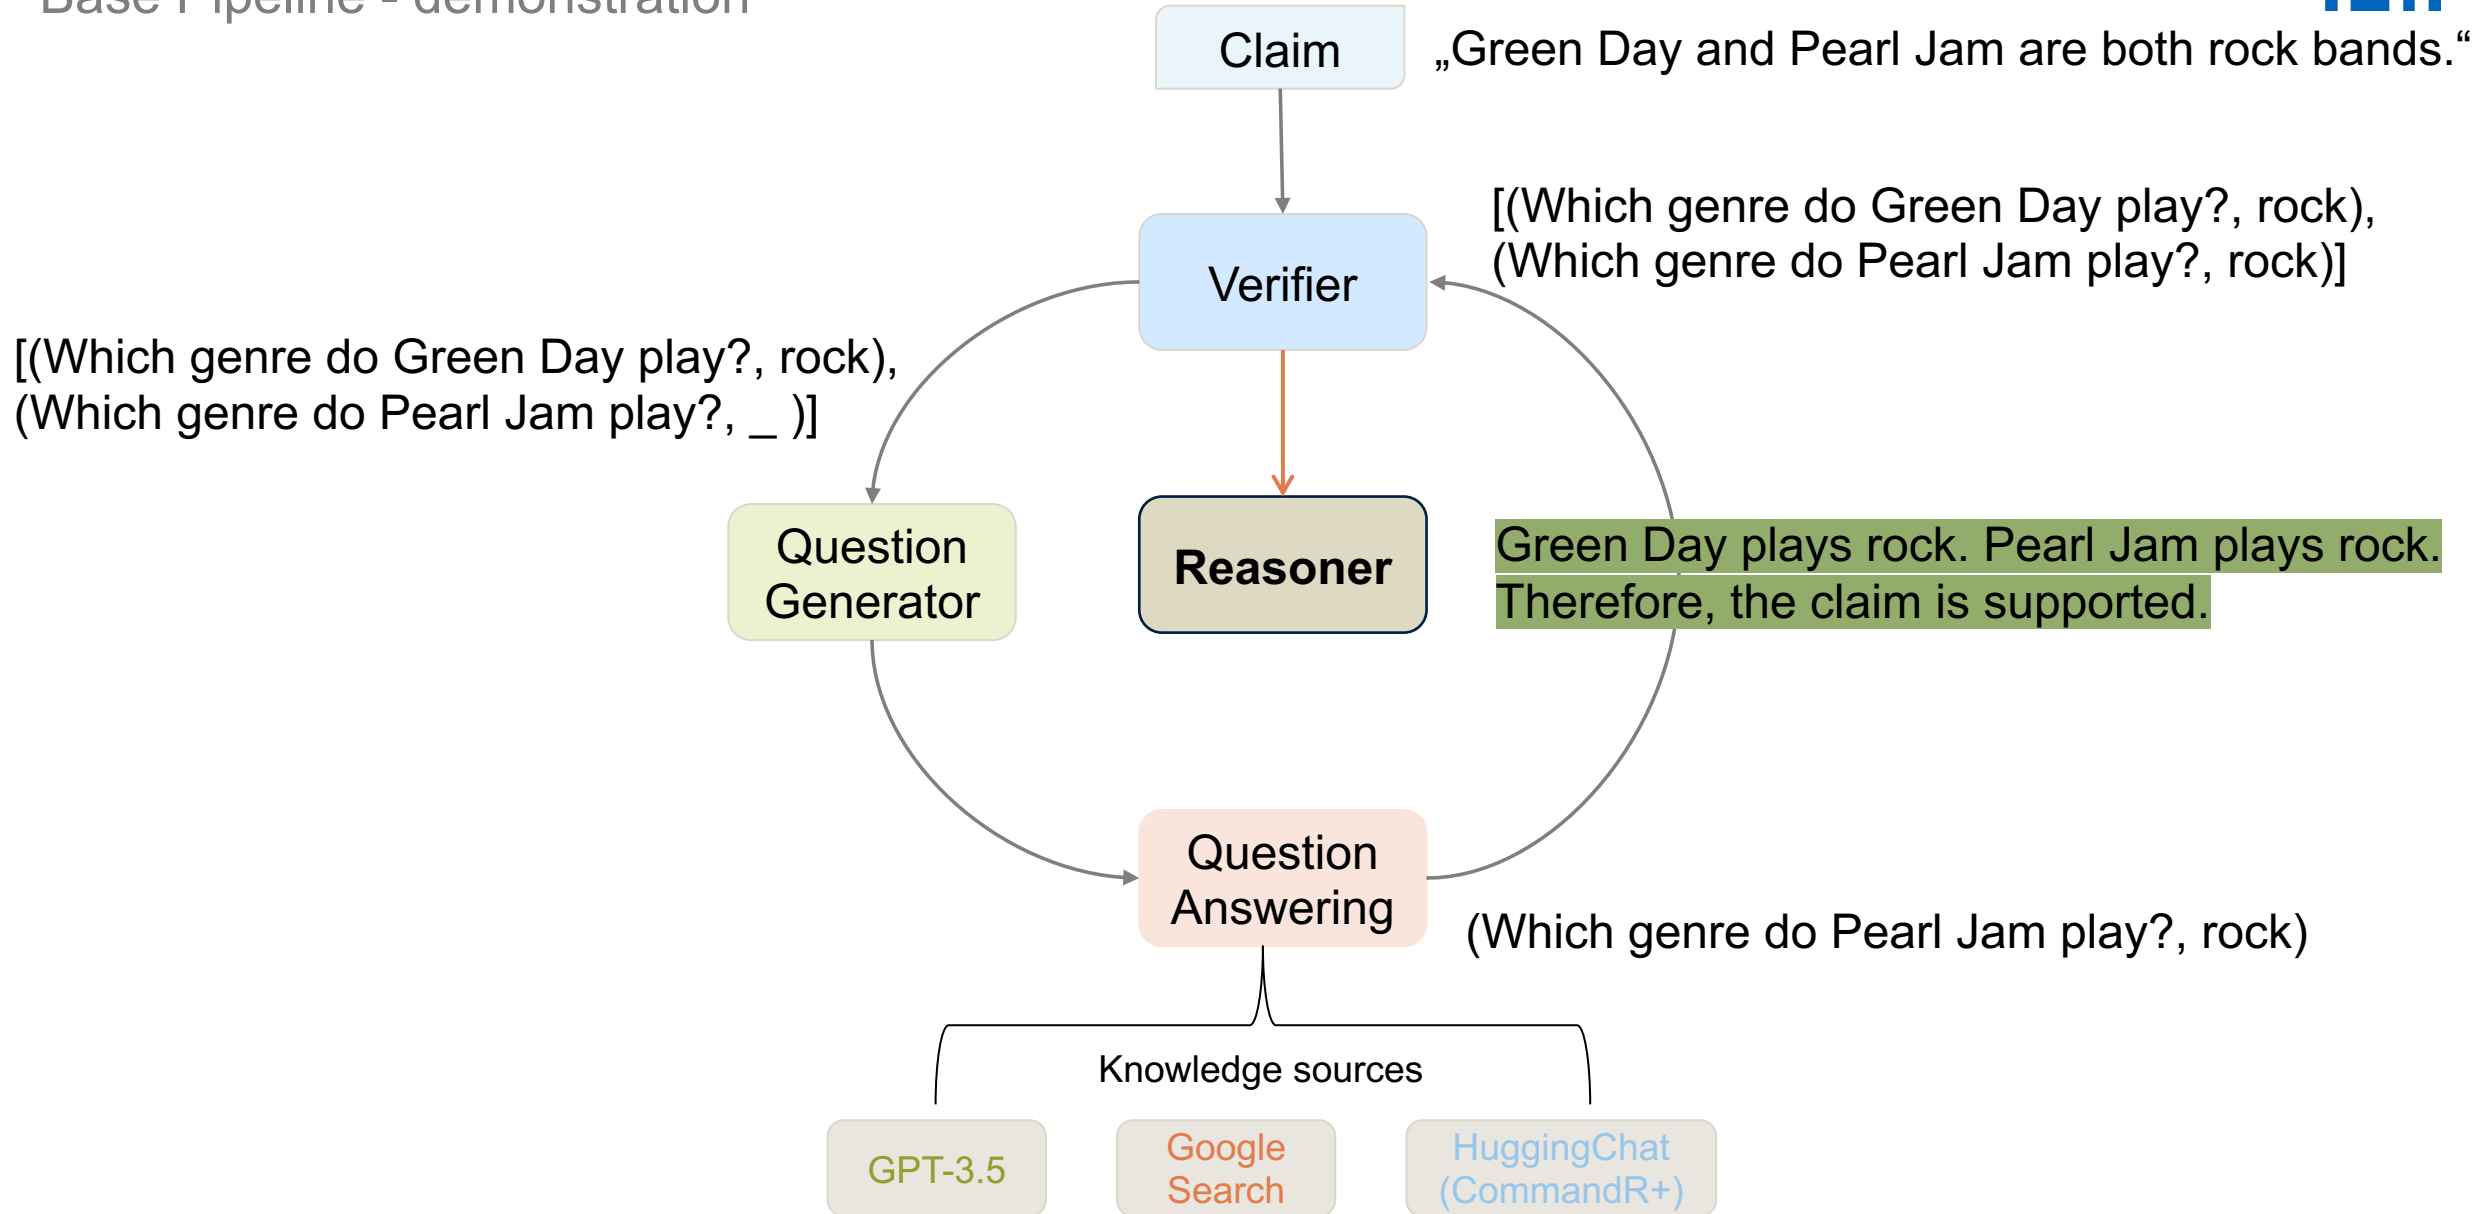 Base Pipeline - demonstration
Claim
„Green Day and Pearl Jam are both rock bands.“
[(Which genre do Green Day play?, rock),
(Which genre do Pearl Jam play?, rock)]
Verifier
[(Which genre do Green Day play?, rock),
(Which genre do Pearl Jam play?, _ )]
Question
Generator
Reasoner
Green Day plays rock. Pearl Jam plays rock.
Therefore, the claim is supported.
Question
Answering
(Which genre do Pearl Jam play?, rock)
Knowledge sources
GPT-3.5
Google
Search
HuggingChat
(CommandR+)